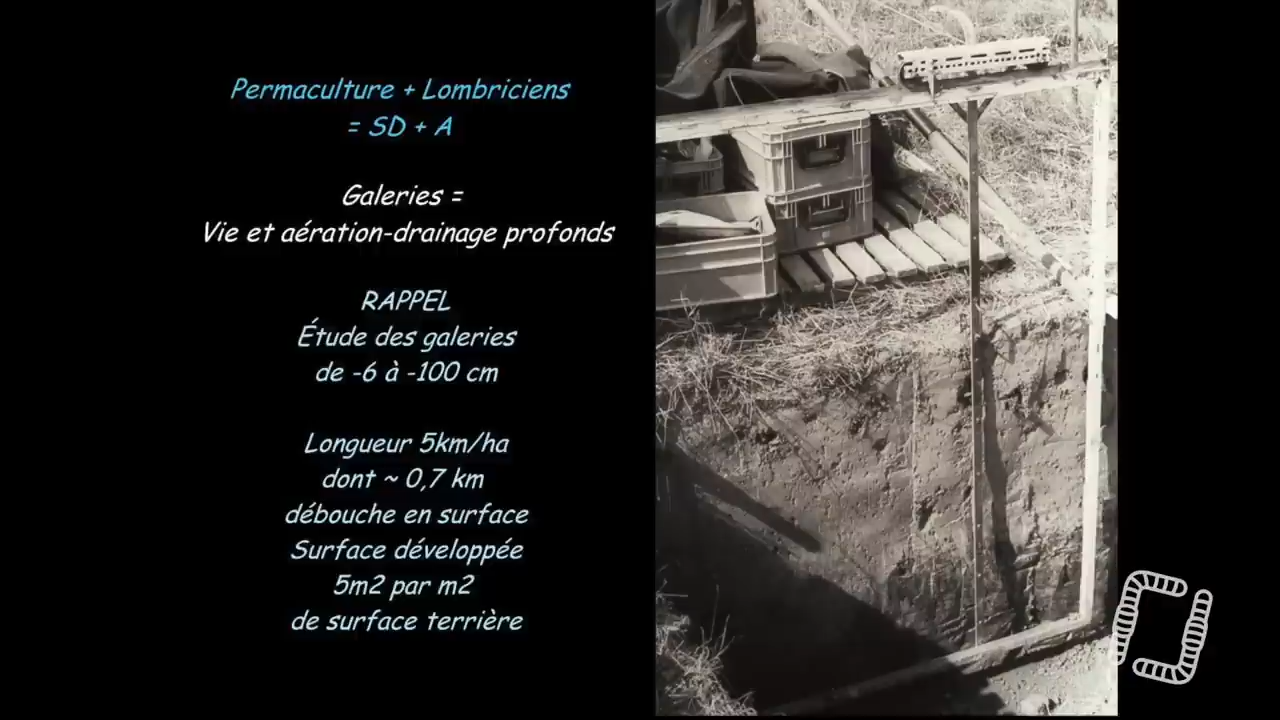 Permaculture + Lombriciens
= SD + A
Galeries =
Vie et aération-drainage profonds
RAPPEL
Étude des galeries
de -6 à -100 cm
Longueur 5km/ha
dont ~ 0,7 km
débouche en surface
Surface développée
5m2 par m2
de surface terrière